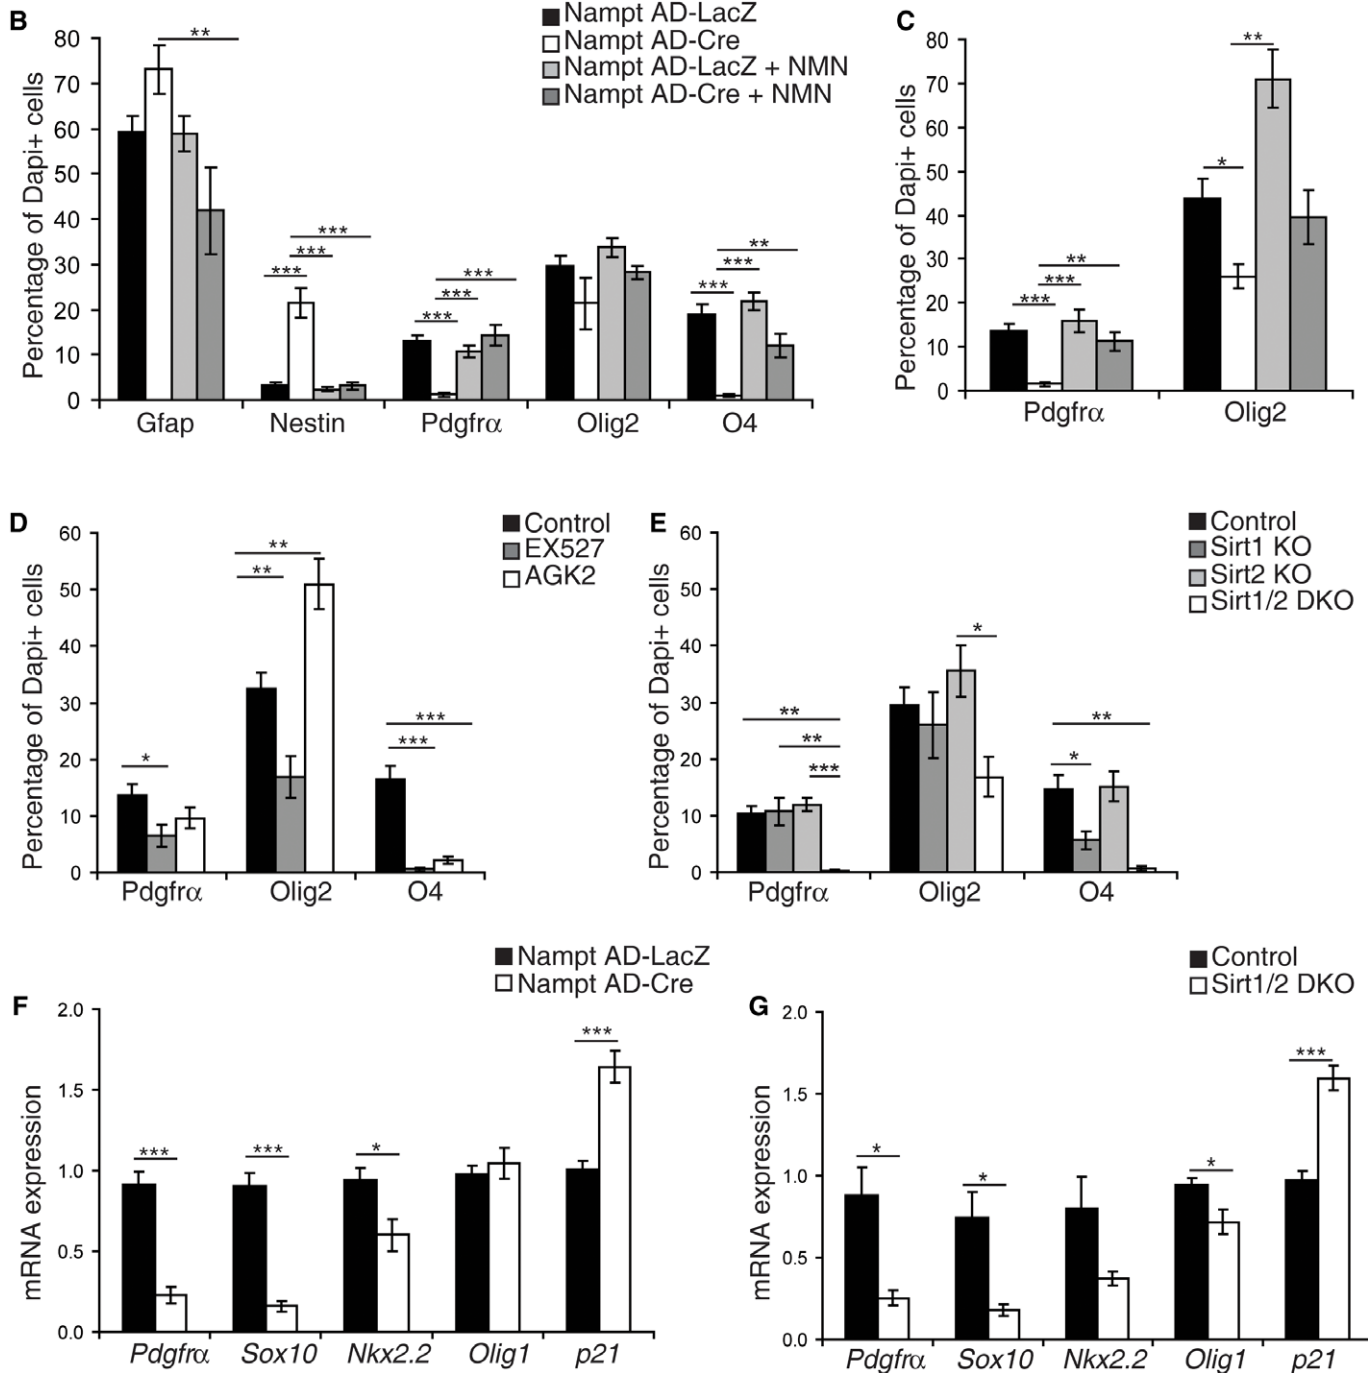 B
Nampt AD-LacZ
Nampt AD-Cre
Nampt AD-LacZ + NMN
Nampt AD-Cre + NMN
Percentage of Dapi+ cells
80
70
60
50
40
30
20
10
0
**
***
***
***
***
***
***
***
***
**
Gfap Nestin Pdgfrα Olig2 O4
C
Percentage of Dapi+ cells
80
70
60
50
40
30
20
10
0
***
***
**
*
**
Pdgfrα Olig2
D
Control
EX527
AGK2
Percentage of Dapi+ cells
60
50
40
30
20
10
0
*
**
**
***
***
Pdgfrα Olig2 O4
E
Control
Sirt1 KO
Sirt2 KO
Sirt1/2 DKO
Percentage of Dapi+ cells
60
50
40
30
20
10
0
**
**
***
*
**
*
Pdgfrα Olig2 O4
F
Nampt AD-LacZ
Nampt AD-Cre
mRNA expression
2.0
1.5
1.0
0.5
0.0
***
***
*
***
Pdgfrα Sox10 Nkx2.2 Olig1 p21
G
Control
Sirt1/2 DKO
mRNA expression
2.0
1.5
1.0
0.5
0.0
*
*
*
***
Pdgfrα Sox10 Nkx2.2 Olig1 p21